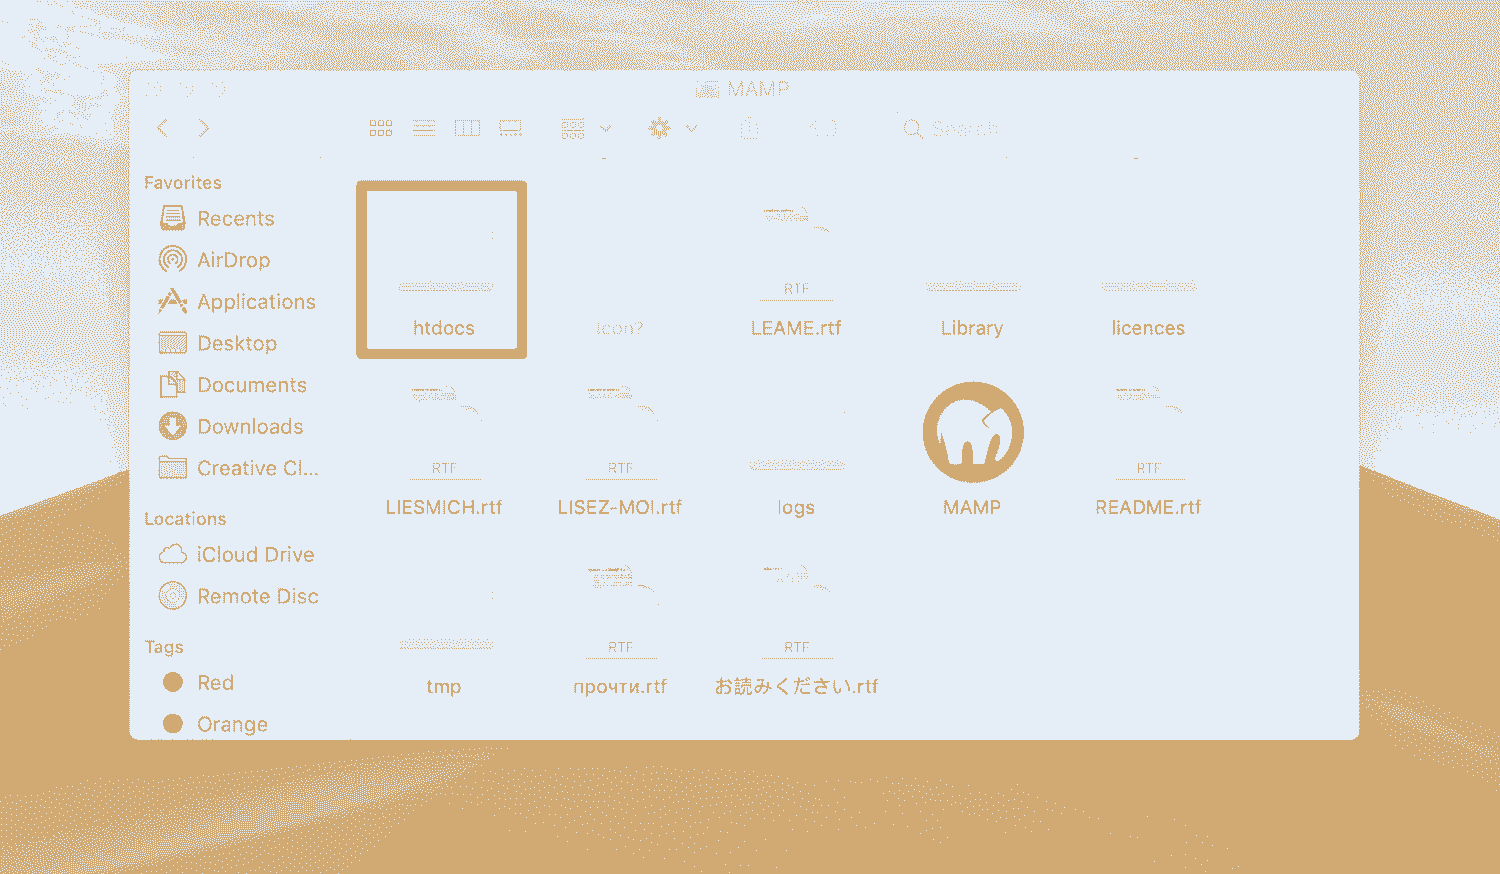 MAMP
Search
Favorites
Recents
AirDrop
Applications
Desktop
Documents
Downloads
Creative Cl...
Locations
iCloud Drive
Remote Disc
Tags
Red
Orange
htdocs
Icon?
RTF
LEAME.rtf
Library
licences
RTF
LIESMICH.rtf
RTF
LISEZ-MOI.rtf
logs
MAMP
RTF
README.rtf
tmp
RTF
прочти.rtf
RTF
お読みください.rtf